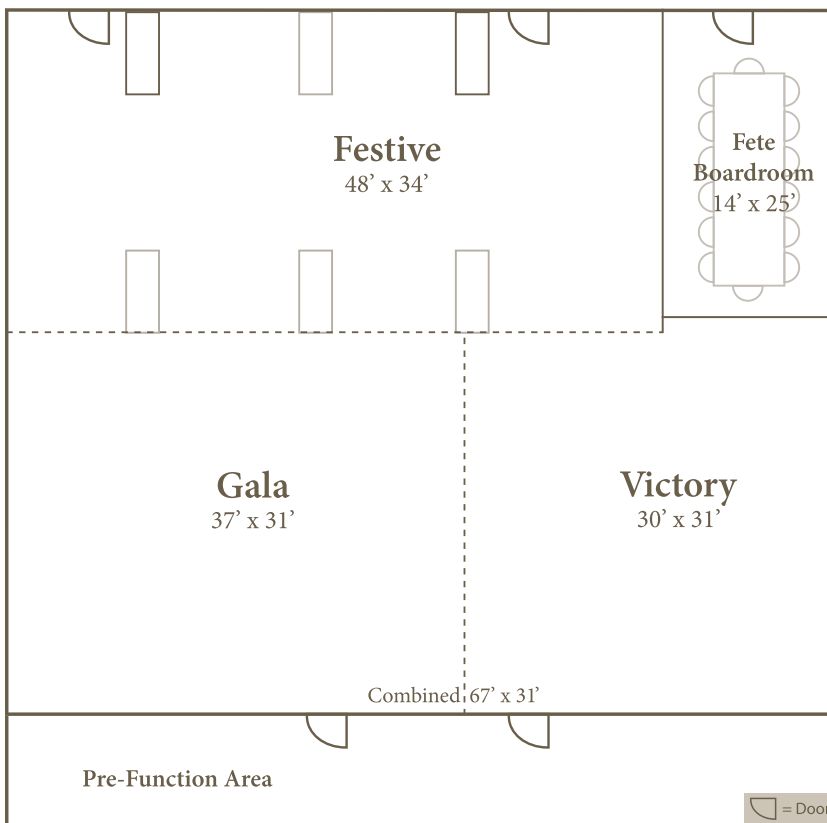 Festive
48’ x 34’
Fete
Boardroom
14’ x 25’
Gala
37’ x 31’
Victory
30’ x 31’
Combined 67’ x 31’
Pre-Function Area
= Door